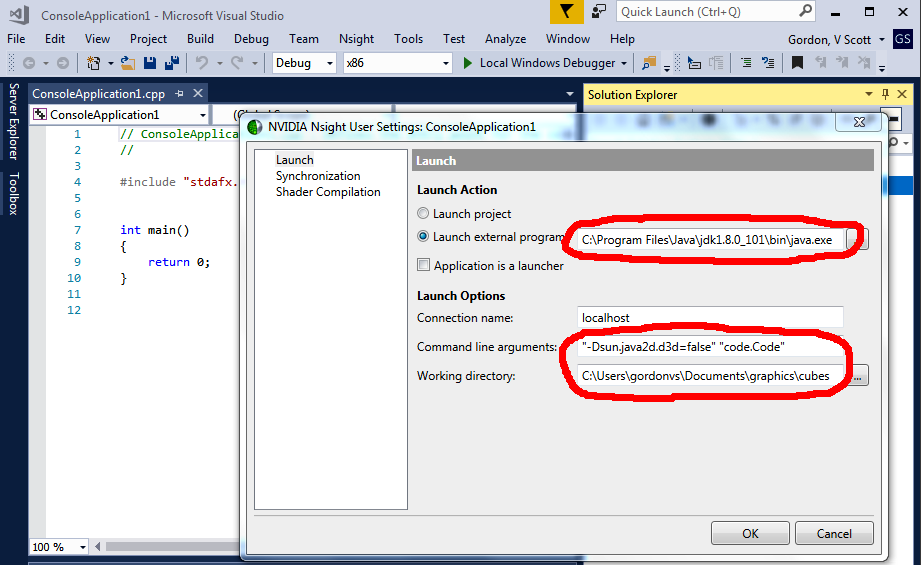 ConsoleApplication1 - Microsoft Visual Studio
Quick Launch (Ctrl+Q)
File Edit View Project Build Debug Team Nsight Tools Test Analyze Window Help
Gordon, V Scott GS
Debug x86 Local Windows Debugger
Server Explorer
Toolbox
ConsoleApplication1.cpp
Solution Explorer
ConsoleApplication1
1 // ConsoleApplica
2 //
3
4 #include "stdafx.
5
6
7 int main()
8 {
9 return 0;
10 }
11
12
100 %
NVIDIA Nsight User Settings: ConsoleApplication1
Launch
Synchronization
Shader Compilation
Launch
Launch Action
Launch project
Launch external program
C:\Program Files\Java\jdk1.8.0_101\bin\java.exe
Application is a launcher
Launch Options
Connection name: localhost
Command line arguments: "-Dsun.java2d.d3d=false" "code.Code"
Working directory: C:\Users\gordonvs\Documents\graphics\cubes ...
OK Cancel